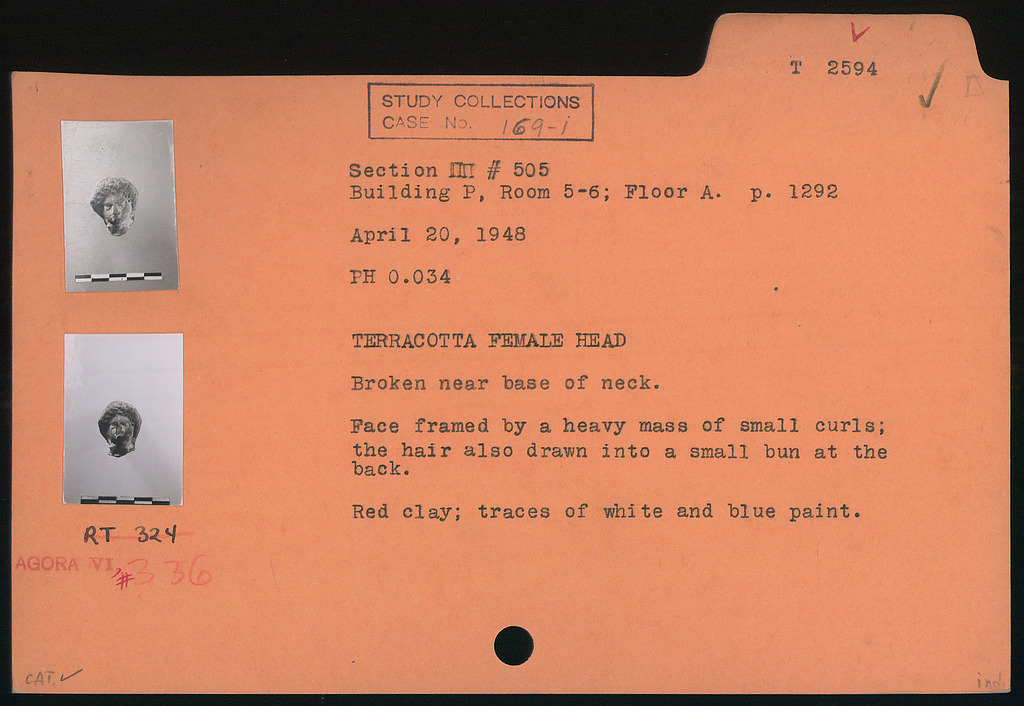 T 2594
STUDY COLLECTIONS
CASE No. 169-i
Section # 505
Building P, Room 5-6; Floor A. p. 1292
April 20, 1948
PH 0.034
TERRACOTTA FEMALE HEAD
Broken near base of neck.
Face framed by a heavy mass of small curls;
the hair also drawn into a small bun at the
back.
Red clay; traces of white and blue paint.
RT 324
AGORA VI, #336
CAT. ✓
ind.